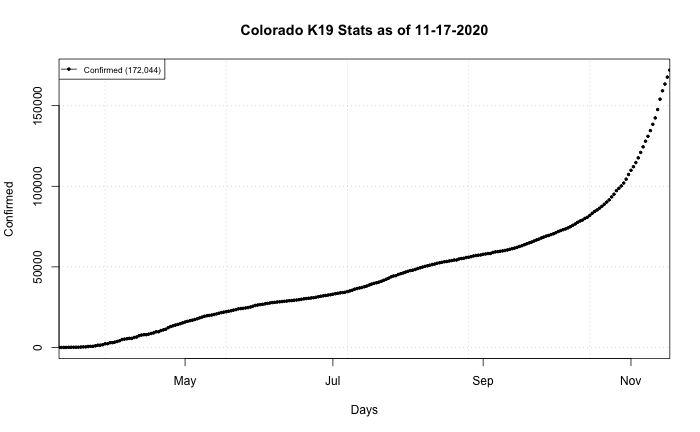 Colorado K19 Stats as of 11-17-2020
Confirmed (172,044)
150000
100000
50000
0
Confirmed
May Jul Sep Nov
Days